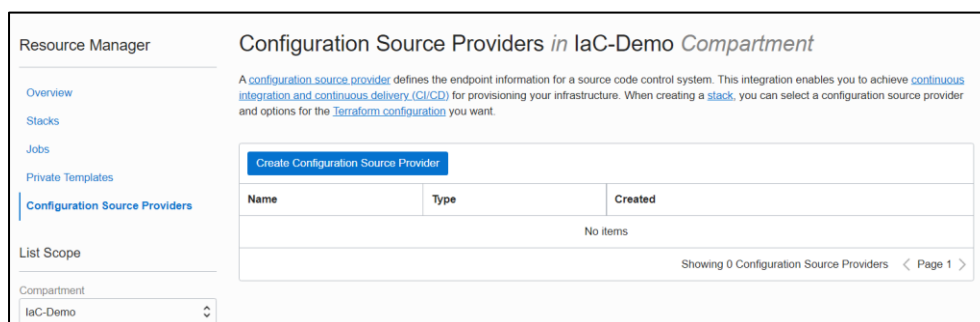 Resource Manager
Overview
Stacks
Jobs
Private Templates
Configuration Source Providers
List Scope
Compartment
IaC-Demo
Configuration Source Providers in IaC-Demo Compartment
A configuration source provider defines the endpoint information for a source code control system. This integration enables you to achieve continuous
integration and continuous delivery (CI/CD) for provisioning your infrastructure. When creating a stack, you can select a configuration source provider
and options for the Terraform configuration you want.
Create Configuration Source Provider
Name Type Created
No items
Showing 0 Configuration Source Providers < Page 1 >